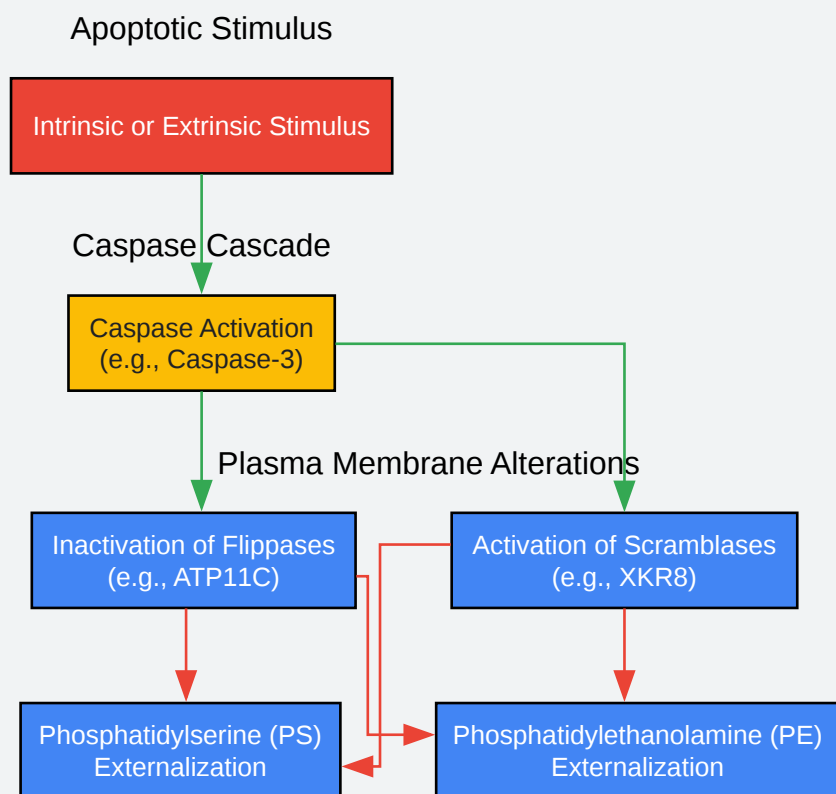 Apoptotic Stimulus
Intrinsic or Extrinsic Stimulus
Caspase Cascade
Caspase Activation
(e.g., Caspase-3)
Plasma Membrane Alterations
Inactivation of Flippases
(e.g., ATP11C)
Activation of Scramblases
(e.g., XKR8)
Phosphatidylserine (PS)
Externalization
Phosphatidylethanolamine (PE)
Externalization